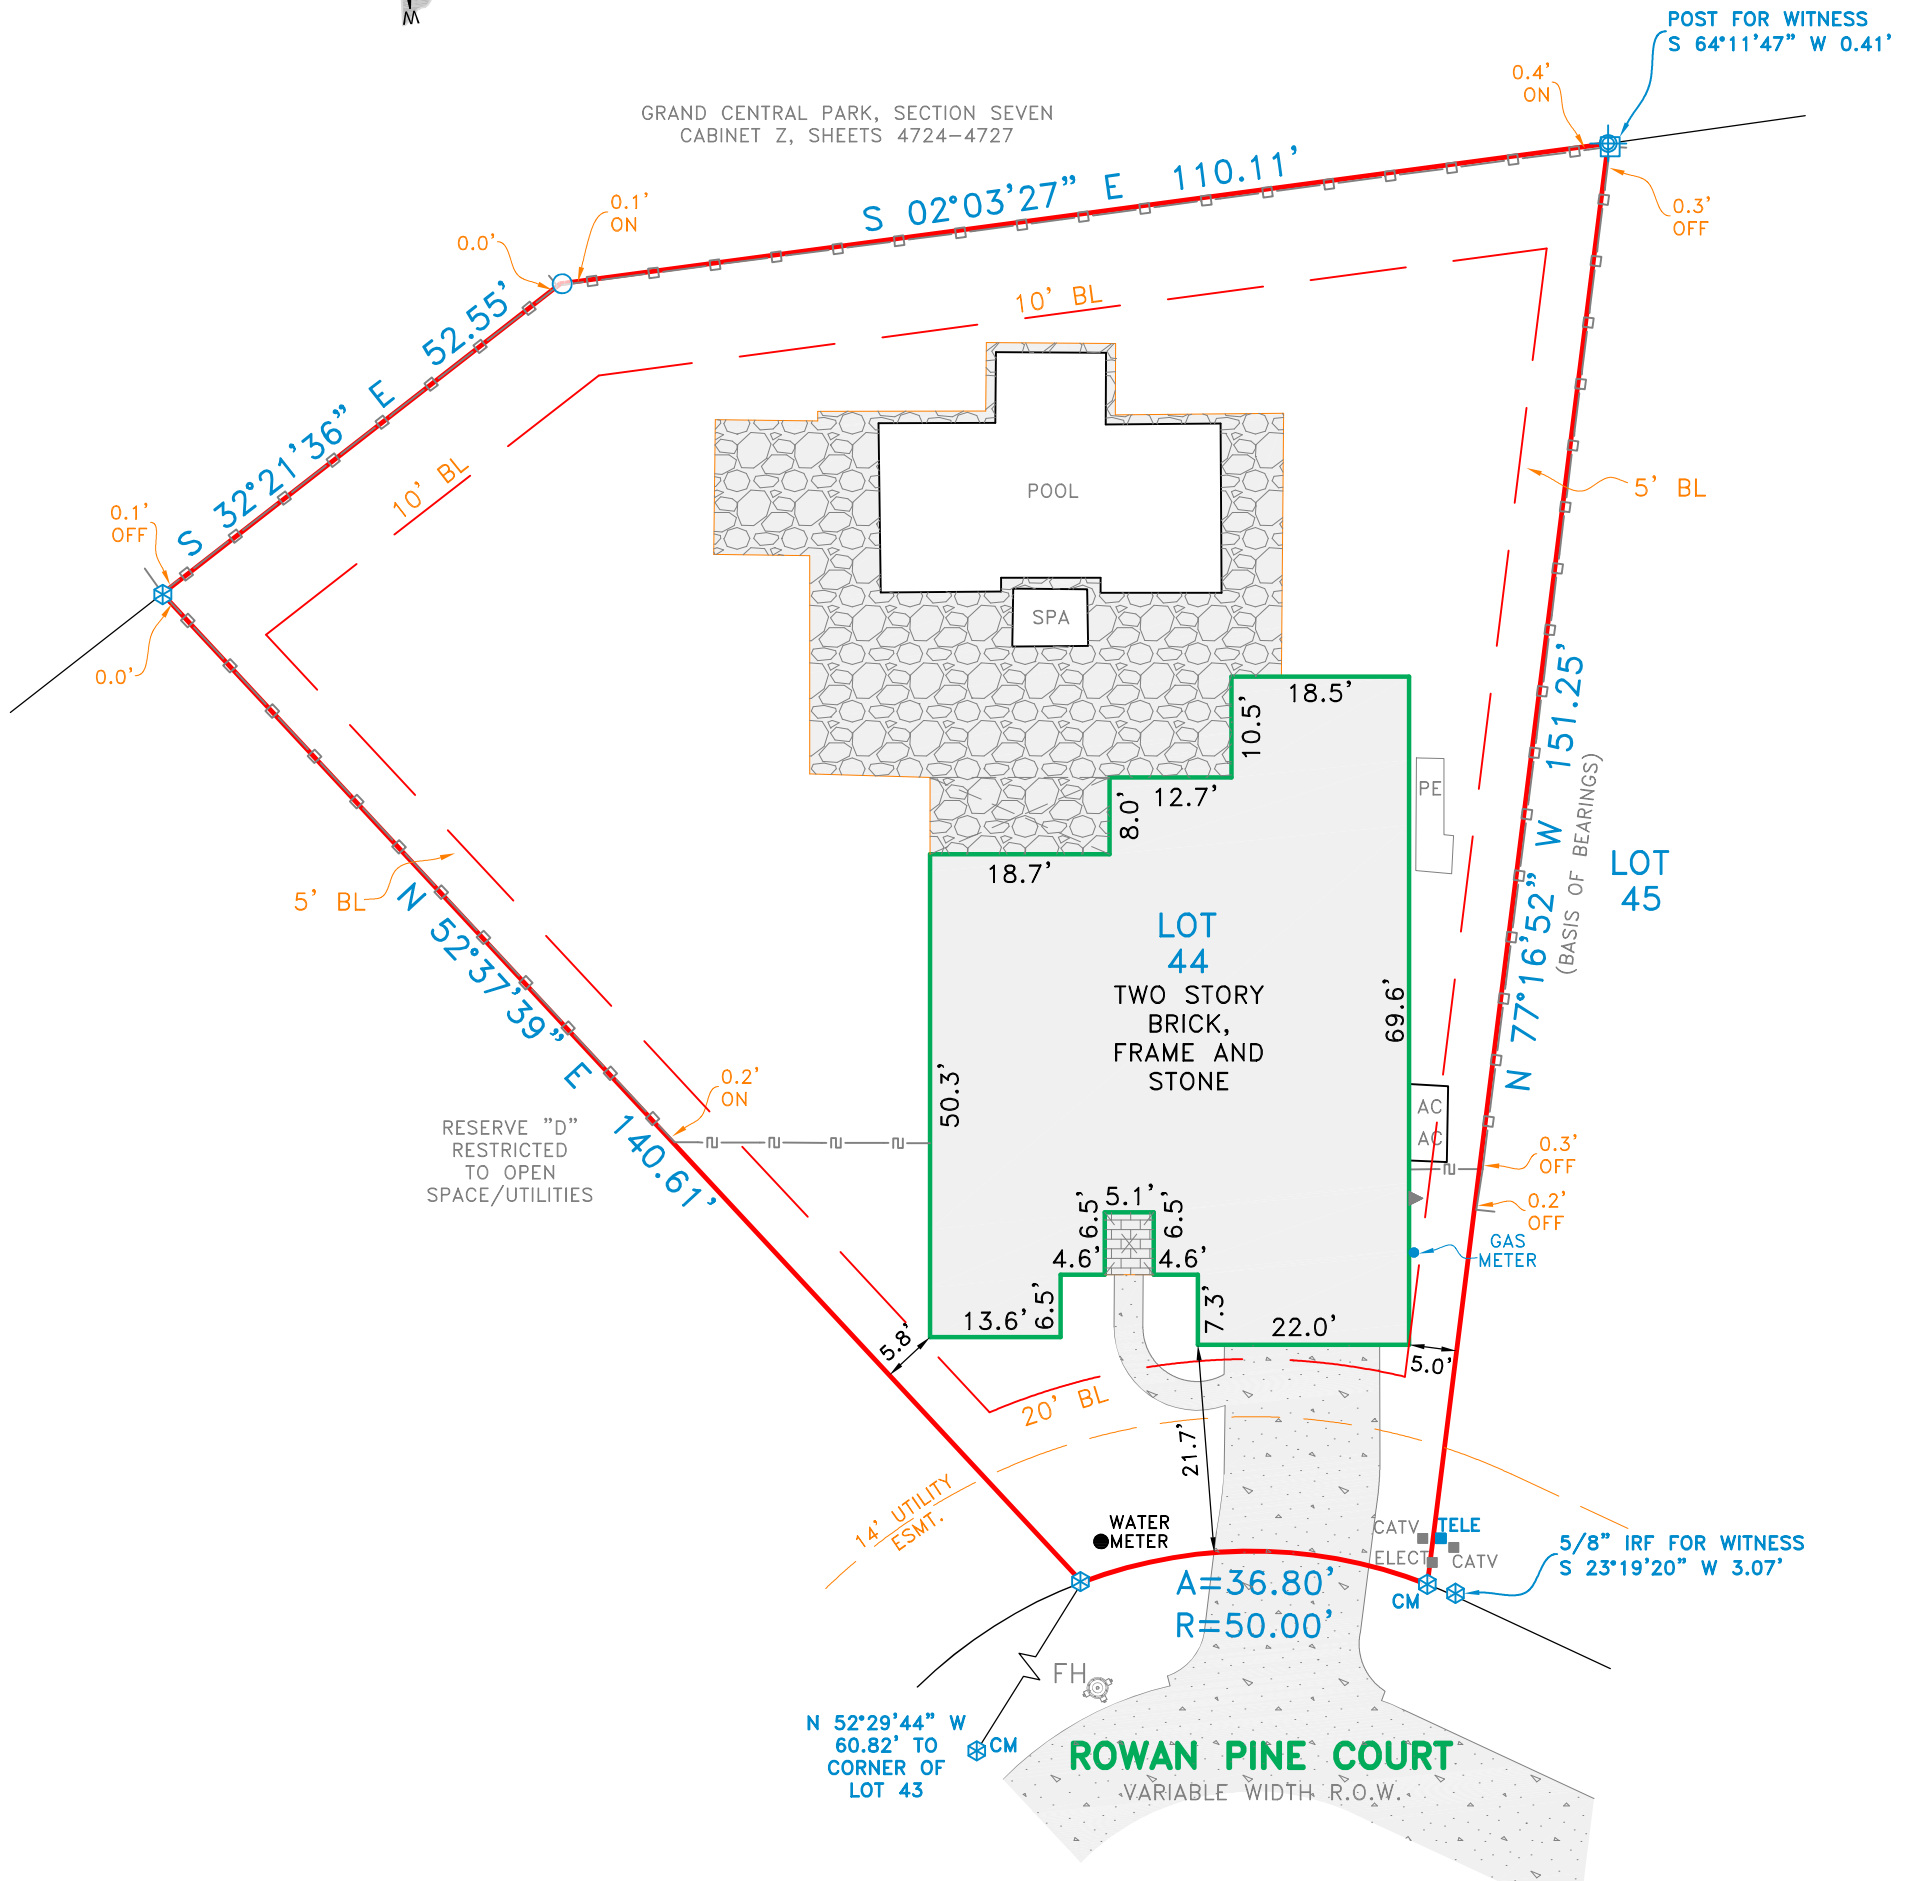 W
POST FOR WITNESS
S 64°11'47" W 0.41'
0.4'
ON
GRAND CENTRAL PARK, SECTION SEVEN
CABINET Z, SHEETS 4724-4727
S 02°03'27" E 110.11'
0.1'
ON
0.0'
0.3'
OFF
10' BL
S 32°21'36" E 52.55'
10' BL
POOL
5' BL
0.1'
OFF
SPA
0.0'
18.5'
10.5'
N 77°16'52" W 151.25'
(BASIS OF BEARINGS)
PE
12.7'
8.0'
18.7'
LOT
45
5' BL
N 52°37'39" E 140.61'
LOT
44
TWO STORY
BRICK,
FRAME AND
STONE
69.6'
50.3'
0.2'
ON
AC
AC
RESERVE "D"
RESTRICTED
TO OPEN
SPACE/UTILITIES
0.3'
OFF
0.2'
OFF
5.1'
6.5'
6.5'
4.6'
4.6'
GAS
METER
13.6'
6.5'
7.3'
22.0'
5.8'
5.0'
20' BL
21.7'
14' UTILITY
ESMT.
WATER
METER
CATV
TELE
ELECT
CATV
5/8" IRF FOR WITNESS
S 23°19'20" W 3.07'
A=36.80'
R=50.00'
CM
FH
N 52°29'44" W
60.82' TO
CORNER OF
LOT 43
CM
ROWAN PINE COURT
VARIABLE WIDTH R.O.W.